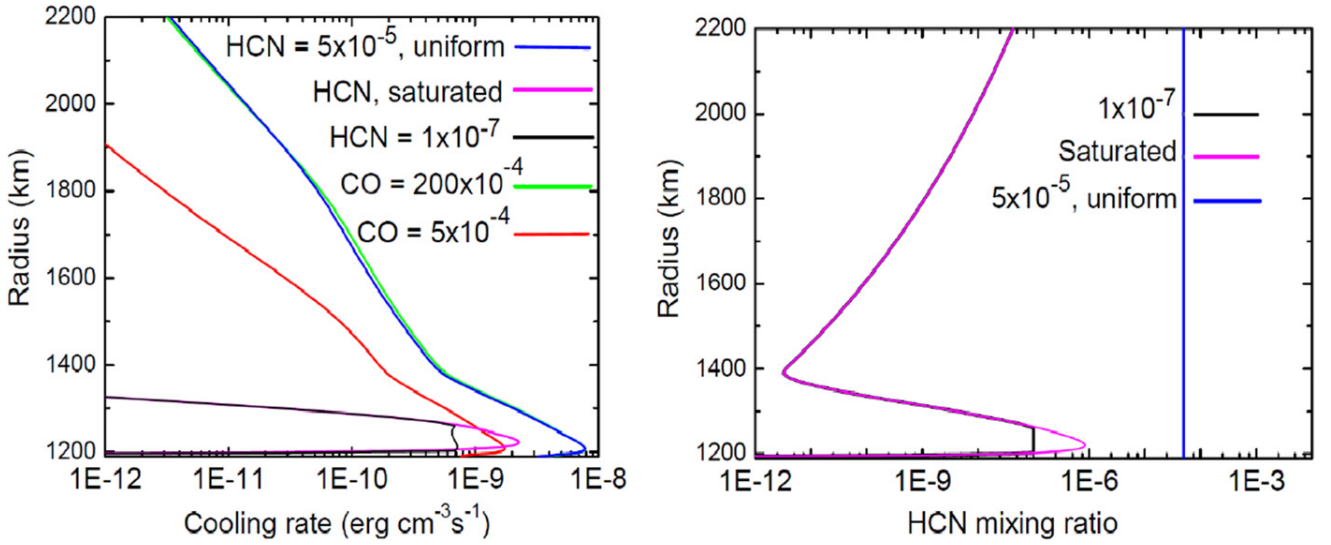 2200
2000
1800
1600
1400
1200
Radius (km)
HCN = 5x10^-5, uniform
HCN, saturated
HCN = 1x10^-7
CO = 200x10^-4
CO = 5x10^-4
1E-12 1E-11 1E-10 1E-9 1E-8
Cooling rate (erg cm^-3 s^-1)
2200
2000
1800
1600
1400
1200
Radius (km)
1x10^-7
Saturated
5x10^-5, uniform
1E-12 1E-9 1E-6 1E-3
HCN mixing ratio